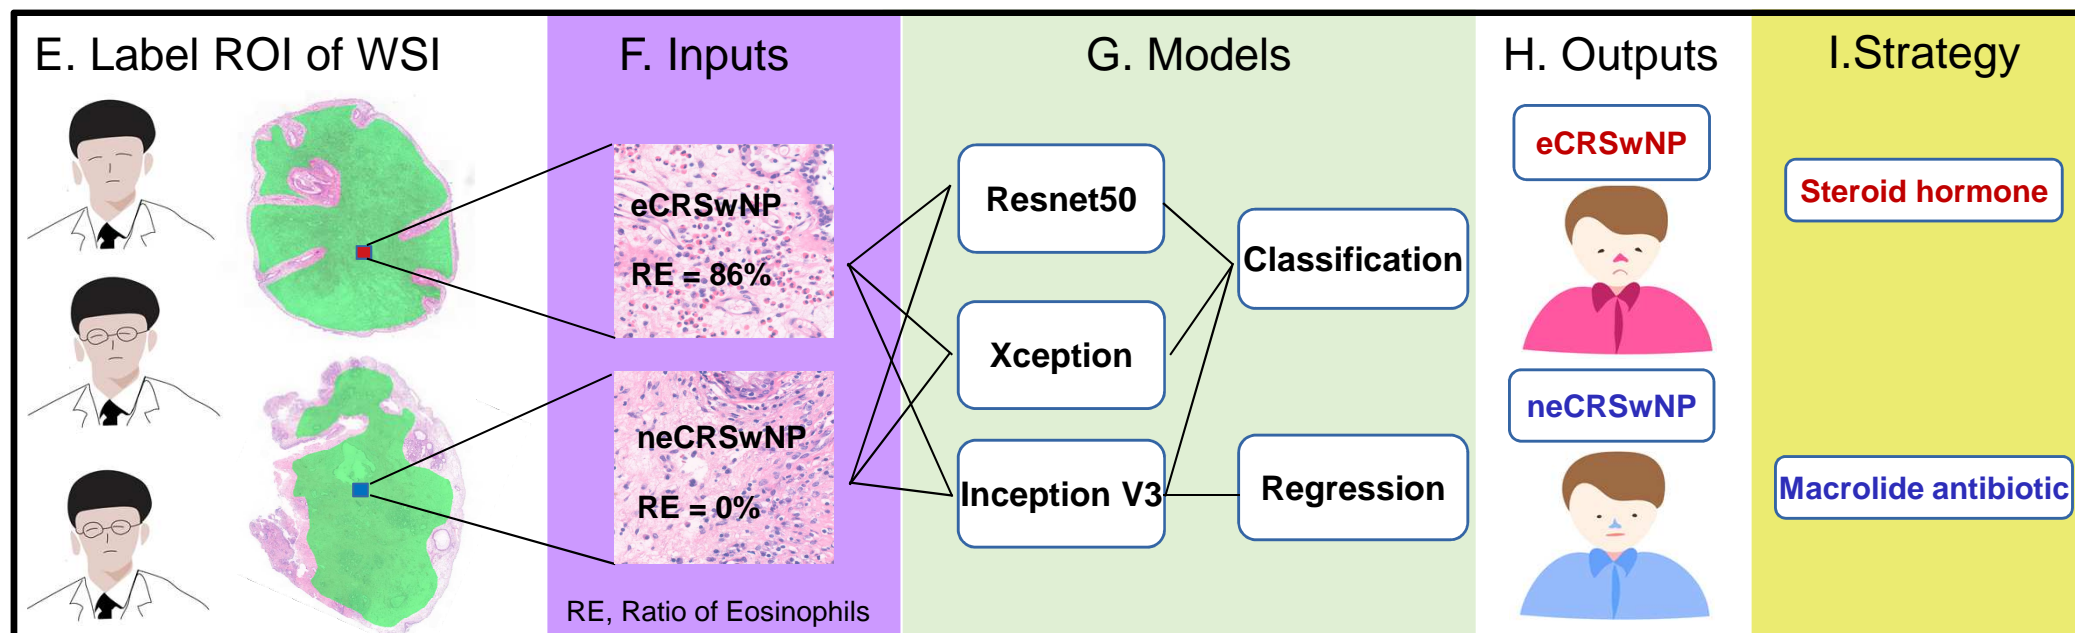 E. Label ROI of WSI
F. Inputs
eCRSwNP
RE = 86%
neCRSwNP
RE = 0%
RE, Ratio of Eosinophils
G. Models
Resnet50
Xception
Inception V3
Classification
Regression
H. Outputs
eCRSwNP
neCRSwNP
I.Strategy
Steroid hormone
Macrolide antibiotic